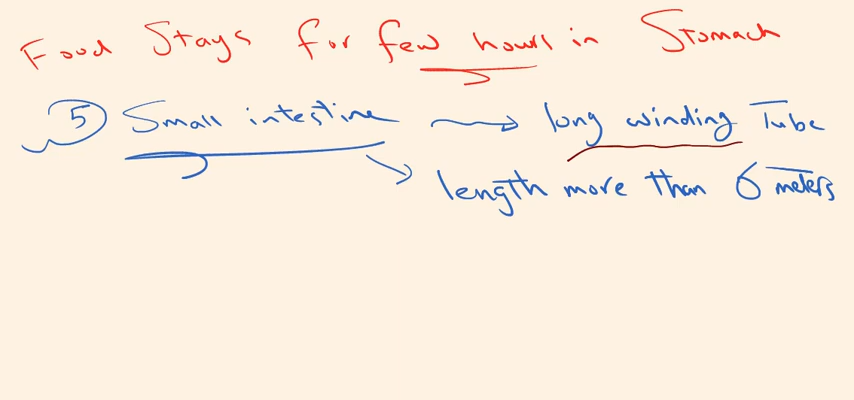 Food Stays for few hours in Stomach
5 Small intestine → long winding Tube
→ length more than 6 meters